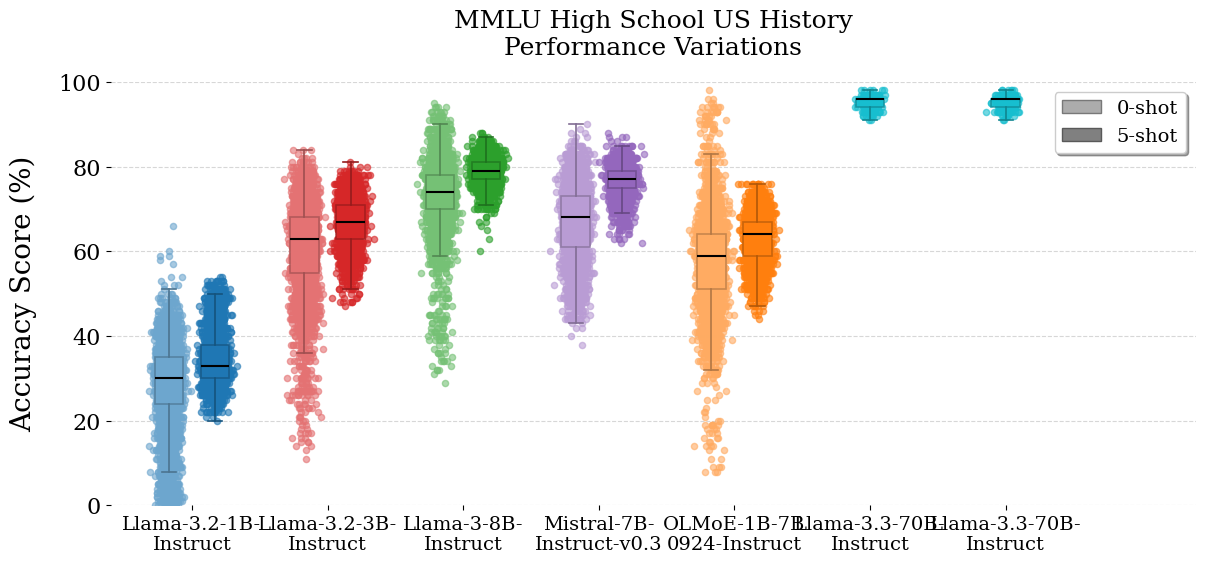 MMLU High School US History
Performance Variations
Accuracy Score (%)
100
80
60
40
20
0
0-shot
5-shot
Llama-3.2-1B-
Instruct
Llama-3.2-3B-
Instruct
Llama-3-8B-
Instruct
Mistral-7B-
Instruct-v0.3
OLMoE-1B-7B-
0924-Instruct
Llama-3.3-70B-
Instruct
Llama-3.3-70B-
Instruct